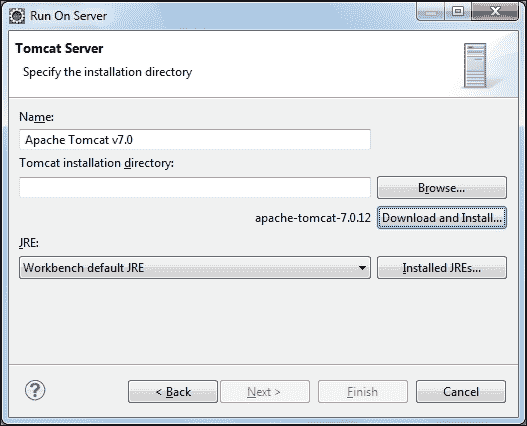 Run On Server
Tomcat Server
Specify the installation directory
Name:
Apache Tomcat v7.0
Tomcat installation directory:
Browse...
apache-tomcat-7.0.12 Download and Install...
JRE:
Workbench default JRE Installed JREs...
? < Back Next > Finish Cancel